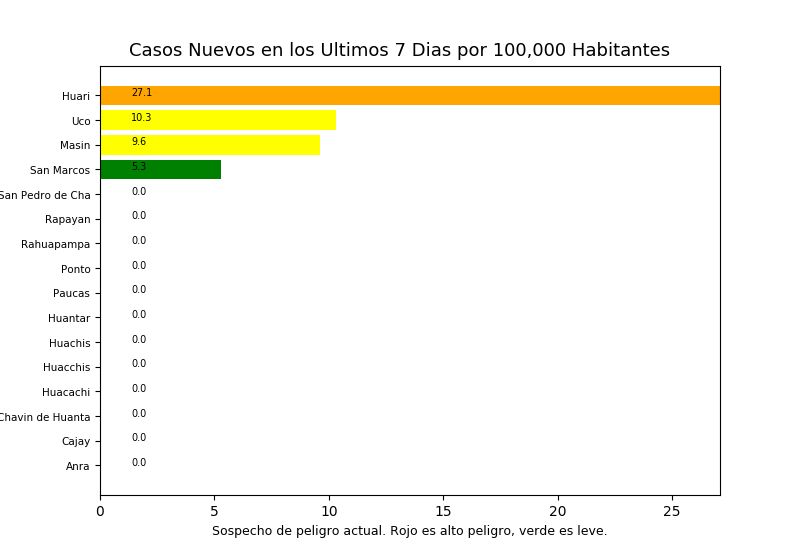 Casos Nuevos en los Ultimos 7 Dias por 100,000 Habitantes
Huari 27.1
Uco 10.3
Masin 9.6
San Marcos 5.3
San Pedro de Cha 0.0
Rapayan 0.0
Rahuapampa 0.0
Ponto 0.0
Paucas 0.0
Huantar 0.0
Huachis 0.0
Huacchis 0.0
Huacachi 0.0
Chavin de Huanta 0.0
Cajay 0.0
Anra 0.0
0 5 10 15 20 25
Sospecho de peligro actual. Rojo es alto peligro, verde es leve.